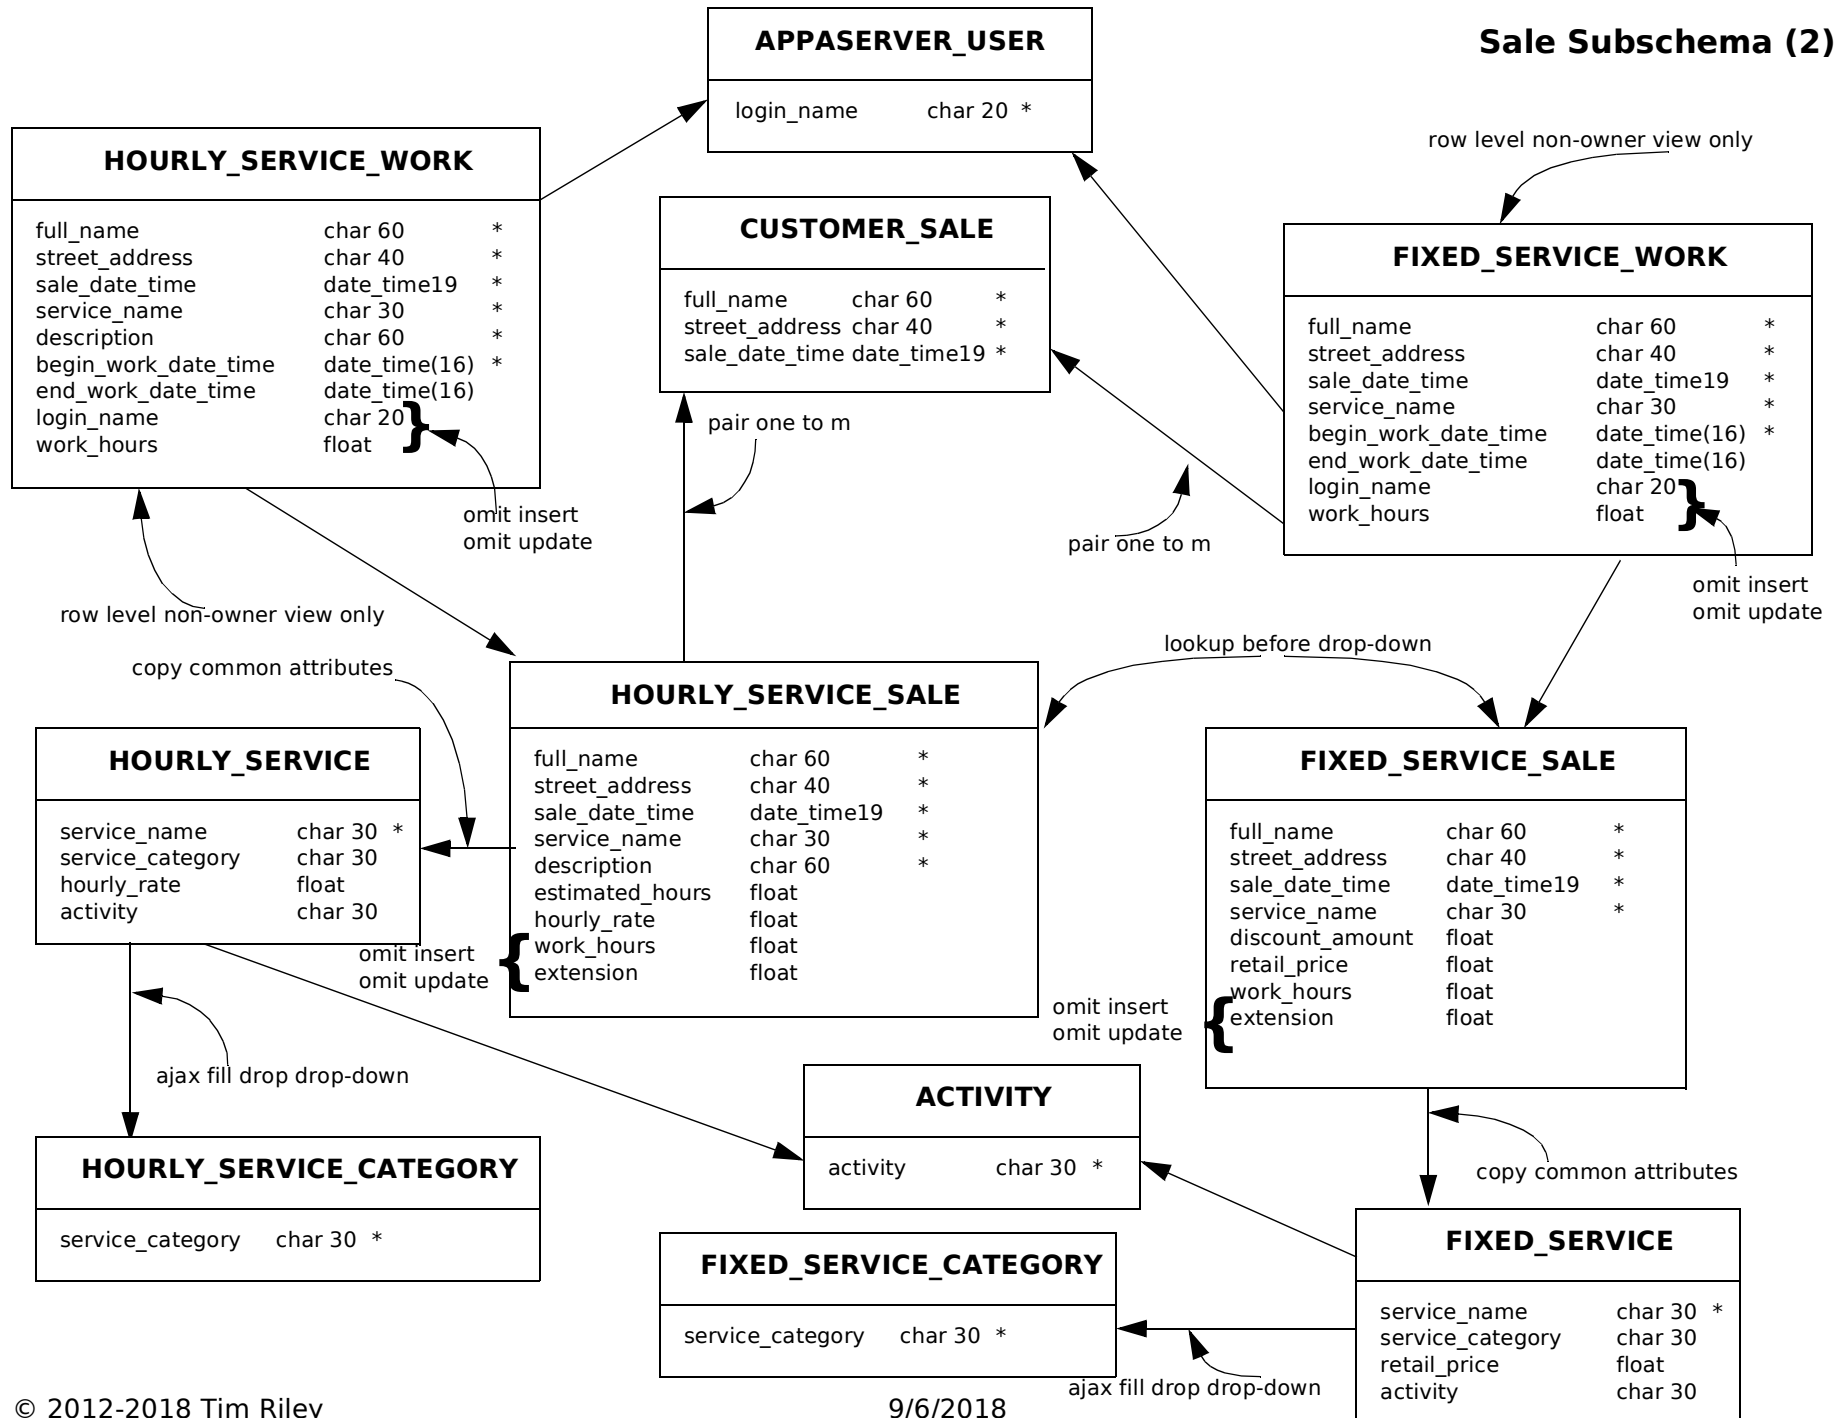 Sale Subschema (2)
APPASERVER_USER
login_name char 20 *
HOURLY_SERVICE_WORK
full_name char 60 *
street_address char 40 *
sale_date_time date_time19 *
service_name char 30 *
description char 60 *
begin_work_date_time date_time(16) *
end_work_date_time date_time(16)
login_name char 20
work_hours float
}
omit insert
omit update
row level non-owner view only
CUSTOMER_SALE
full_name char 60 *
street_address char 40 *
sale_date_time date_time19 *
pair one to m
row level non-owner view only
FIXED_SERVICE_WORK
full_name char 60 *
street_address char 40 *
sale_date_time date_time19 *
service_name char 30 *
begin_work_date_time date_time(16) *
end_work_date_time date_time(16)
login_name char 20
work_hours float
}
pair one to m
omit insert
omit update
lookup before drop-down
copy common attributes
HOURLY_SERVICE_SALE
full_name char 60 *
street_address char 40 *
sale_date_time date_time19 *
service_name char 30 *
description char 60 *
estimated_hours float
hourly_rate float
work_hours float
extension float
{
omit insert
omit update
HOURLY_SERVICE
service_name char 30 *
service_category char 30
hourly_rate float
activity char 30
ajax fill drop drop-down
FIXED_SERVICE_SALE
full_name char 60 *
street_address char 40 *
sale_date_time date_time19 *
service_name char 30 *
discount_amount float
retail_price float
work_hours float
extension float
{
omit insert
omit update
ACTIVITY
activity char 30 *
copy common attributes
HOURLY_SERVICE_CATEGORY
service_category char 30 *
FIXED_SERVICE_CATEGORY
service_category char 30 *
FIXED_SERVICE
service_name char 30 *
service_category char 30
retail_price float
activity char 30
ajax fill drop drop-down
© 2012-2018 Tim Riley
9/6/2018